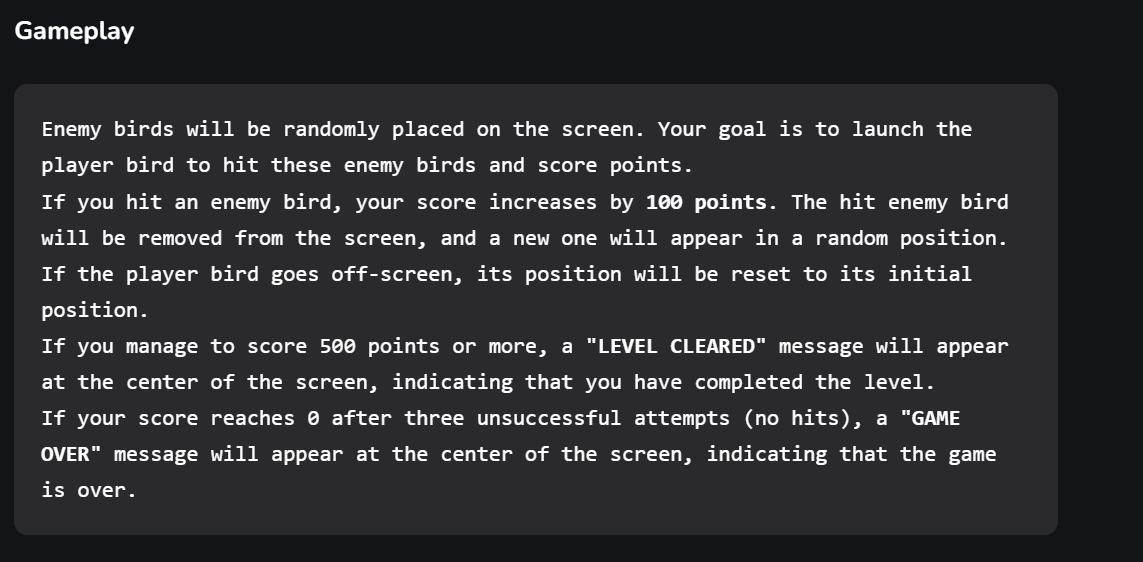 Gameplay
Enemy birds will be randomly placed on the screen. Your goal is to launch the
player bird to hit these enemy birds and score points.
If you hit an enemy bird, your score increases by 100 points. The hit enemy bird
will be removed from the screen, and a new one will appear in a random position.
If the player bird goes off-screen, its position will be reset to its initial
position.
If you manage to score 500 points or more, a "LEVEL CLEARED" message will appear
at the center of the screen, indicating that you have completed the level.
If your score reaches 0 after three unsuccessful attempts (no hits), a "GAME
OVER" message will appear at the center of the screen, indicating that the game
is over.